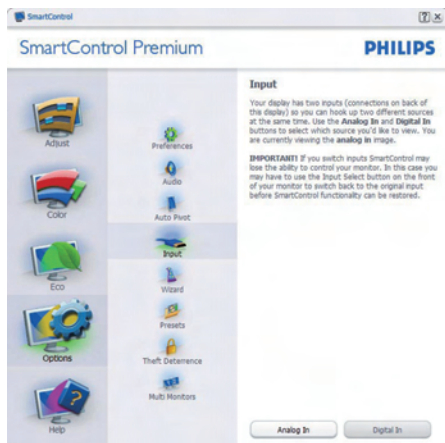 SmartControl
SmartControl Premium
PHILIPS
Adjust
Color
Eco
Options
Help
Preferences
Audio
Auto Pivot
Input
Wizard
Presets
Theft Deterrence
Multi Monitors
Input
Your display has two inputs (connections on back of
this display) so you can hook up two different sources
at the same time. Use the Analog In and Digital In
buttons to select which source you'd like to view. You
are currently viewing the analog in image.
IMPORTANT! If you switch inputs SmartControl may
lose the ability to control your monitor. In this case you
may have to use the Input Select button on the front
of your monitor to switch back to the original input
before SmartControl functionality can be restored.
Analog In
Digital In